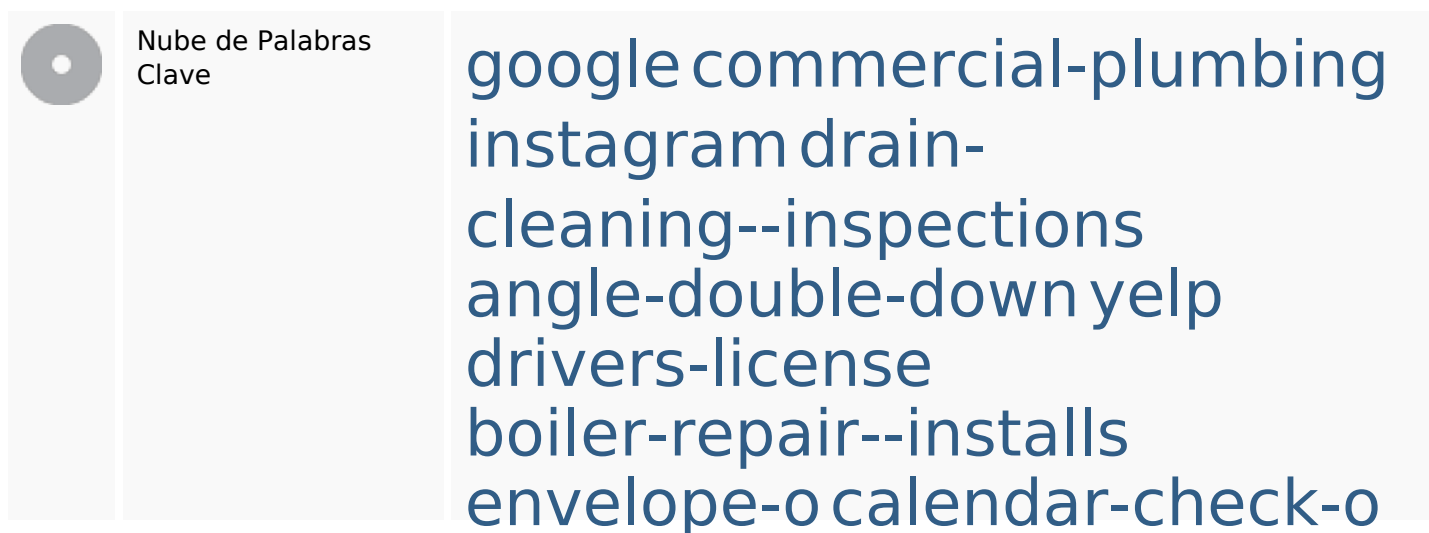 Nube de Palabras
Clave
google commercial-plumbing
instagram drain-
cleaning--inspections
angle-double-down yelp
drivers-license
boiler-repair--installs
envelope-o calendar-check-o